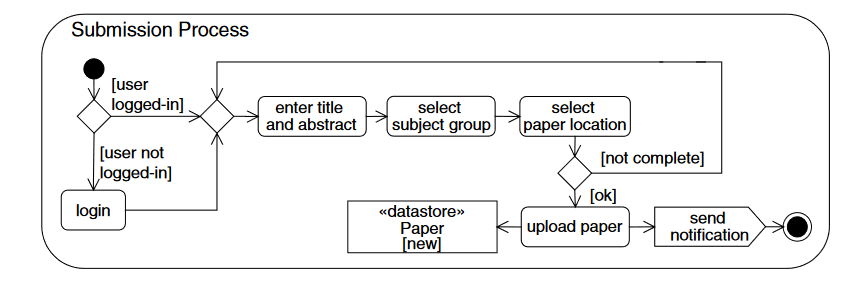 Submission Process
[user
logged-in]
enter title
and abstract
select
subject group
select
paper location
[user not
logged-in]
[not complete]
login
[ok]
«datastore»
Paper
[new]
upload paper
send
notification